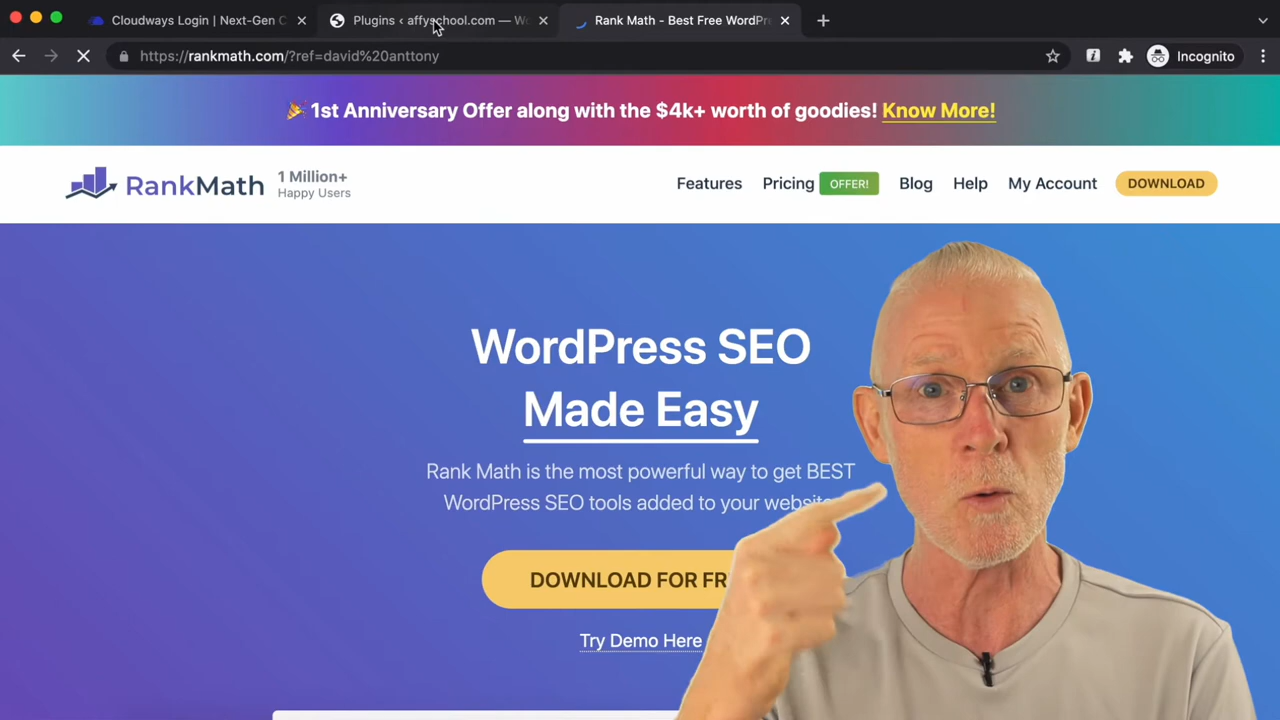 Cloudways Login | Next-Gen C
Plugins ‹ affyschool.com — Wo
Rank Math - Best Free WordPr
https://rankmath.com/?ref=david%20anttony
Incognito
🎉 1st Anniversary Offer along with the $4k+ worth of goodies! Know More!
RankMath
1 Million+
Happy Users
Features
Pricing
OFFER!
Blog
Help
My Account
DOWNLOAD
WordPress SEO
Made Easy
Rank Math is the most powerful way to get BEST
WordPress SEO tools added to your website
DOWNLOAD FOR FR
Try Demo Here